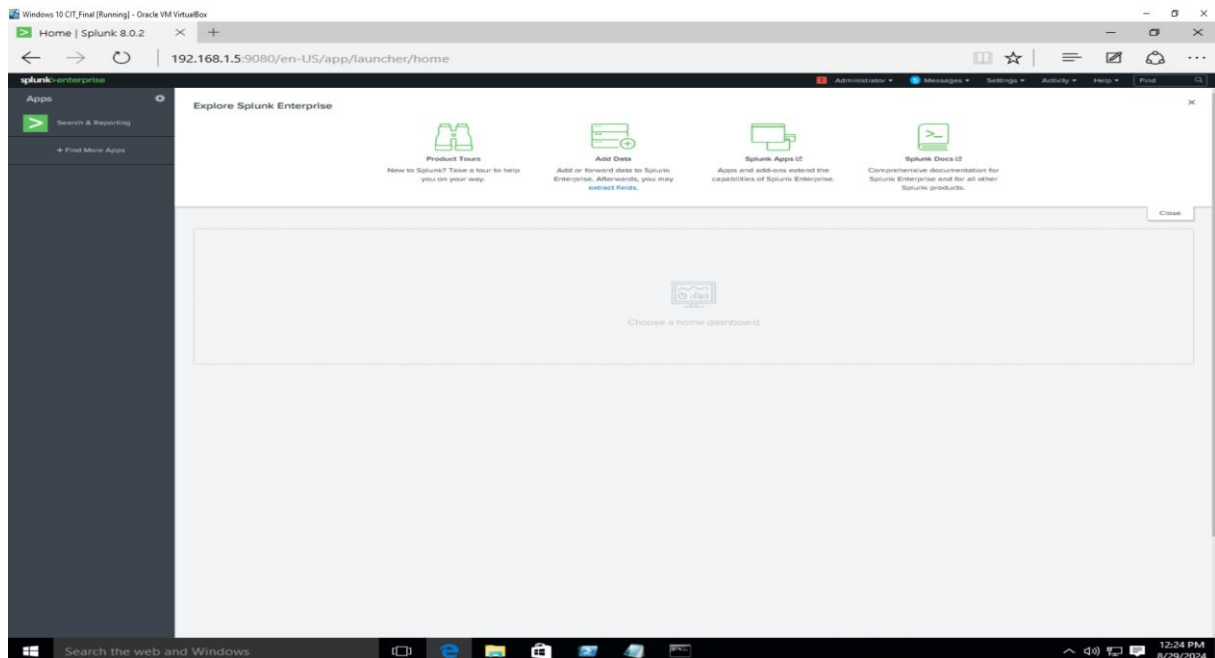 Windows 10 CIT_Final [Running] - Oracle VM VirtualBox
Home | Splunk 8.0.2
192.168.1.5:9080/en-US/app/launcher/home
splunk>enterprise
Administrator
Messages
Settings
Activity
Help
Find
Apps
Search & Reporting
+ Find More Apps
Explore Splunk Enterprise
Product Tours
New to Splunk? Take a tour to help
you on your way.
Add Data
Add or forward data to Splunk
Enterprise. Afterwards, you may
extract fields.
Splunk Apps
Apps and add-ons extend the
capabilities of Splunk Enterprise.
Splunk Docs
Comprehensive documentation for
Splunk Enterprise and for all other
Splunk products.
Close
Choose a home dashboard
Search the web and Windows
12:24 PM
8/29/2024